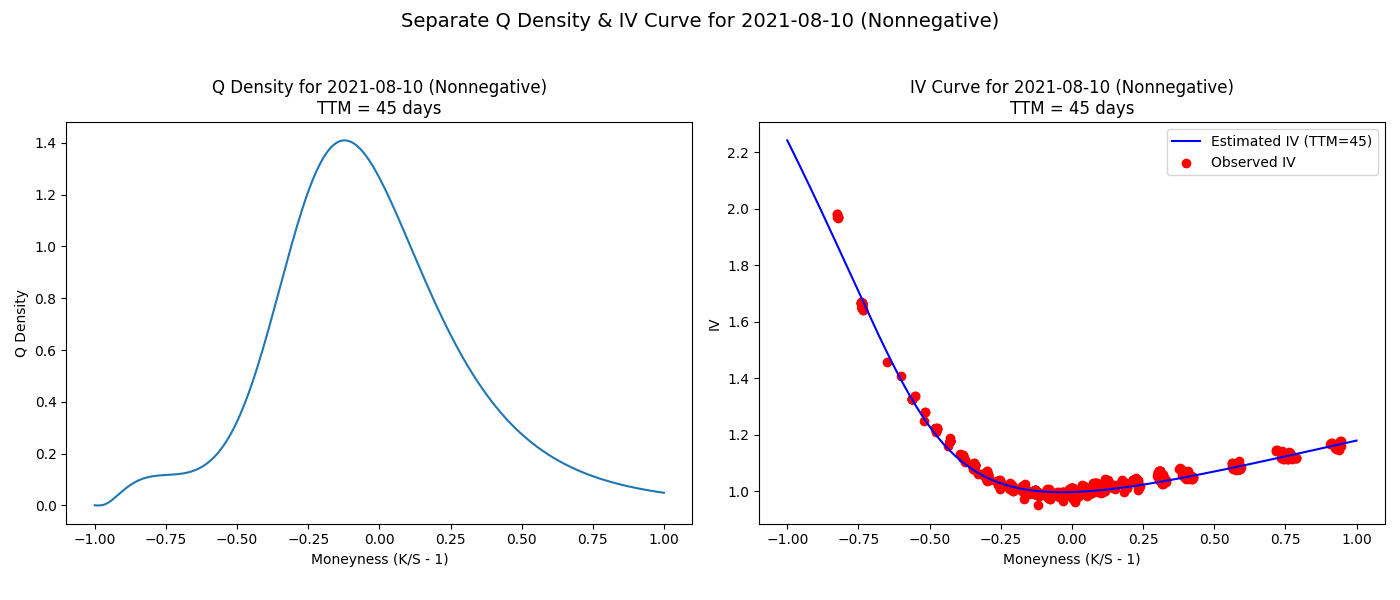 Separate Q Density & IV Curve for 2021-08-10 (Nonnegative)
Q Density for 2021-08-10 (Nonnegative)
TTM = 45 days
Q Density
1.4
1.2
1.0
0.8
0.6
0.4
0.2
0.0
−1.00 −0.75 −0.50 −0.25 0.00 0.25 0.50 0.75 1.00
Moneyness (K/S - 1)
IV Curve for 2021-08-10 (Nonnegative)
TTM = 45 days
Estimated IV (TTM=45)
Observed IV
IV
2.2
2.0
1.8
1.6
1.4
1.2
1.0
−1.00 −0.75 −0.50 −0.25 0.00 0.25 0.50 0.75 1.00
Moneyness (K/S - 1)